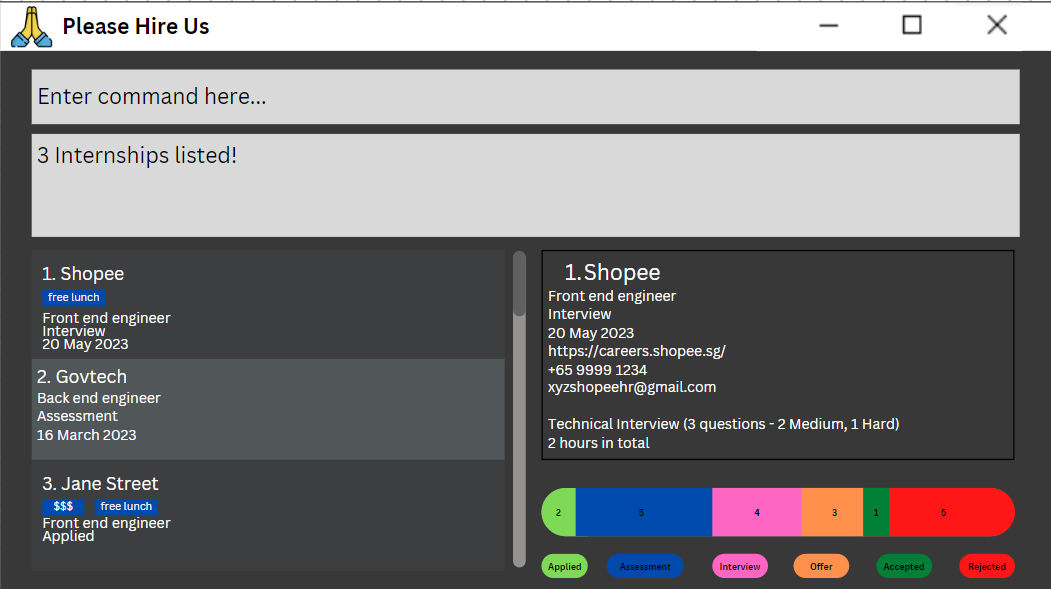 Please Hire Us
Enter command here...
3 Internships listed!
1. Shopee
free lunch
Front end engineer
Interview
20 May 2023
2. Govtech
Back end engineer
Assessment
16 March 2023
3. Jane Street
$$$ free lunch
Front end engineer
Applied
1.Shopee
Front end engineer
Interview
20 May 2023
https://careers.shopee.sg/
+65 9999 1234
xyzshopeehr@gmail.com
Technical Interview (3 questions - 2 Medium, 1 Hard)
2 hours in total
2 5 4 3 1 5
Applied Assessment Interview Offer Accepted Rejected